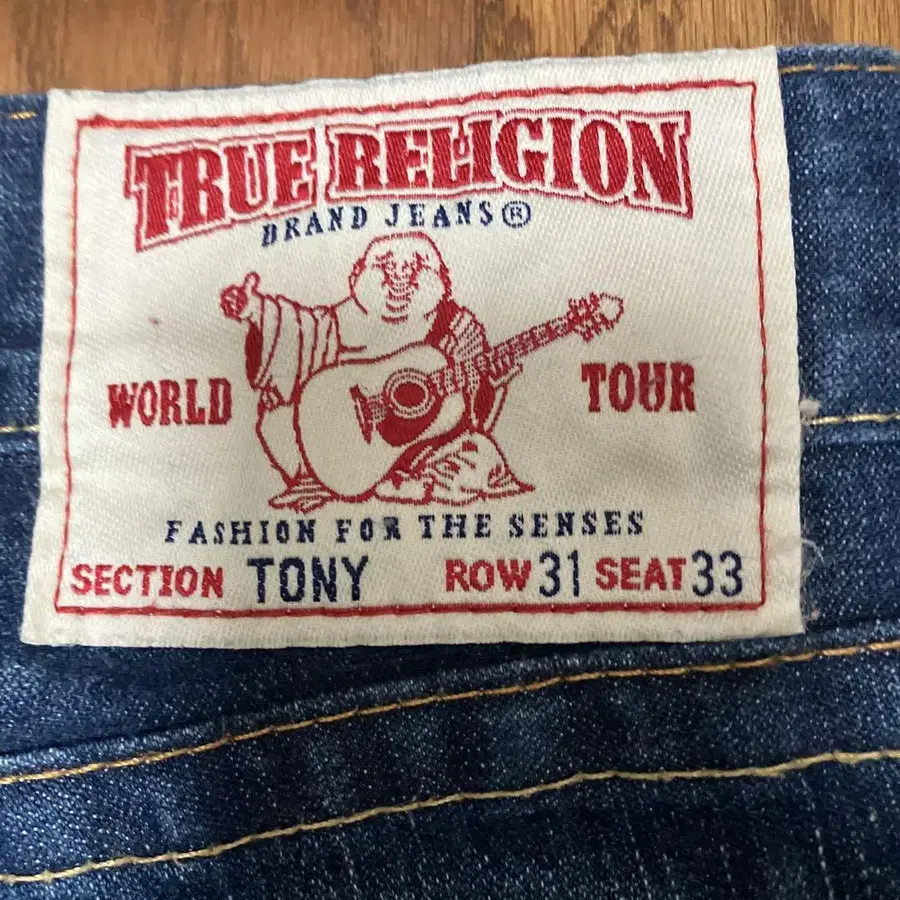 TRUE RELIGION
BRAND JEANS®
WORLD TOUR
FASHION FOR THE SENSES
SECTION TONY ROW 31 SEAT 33